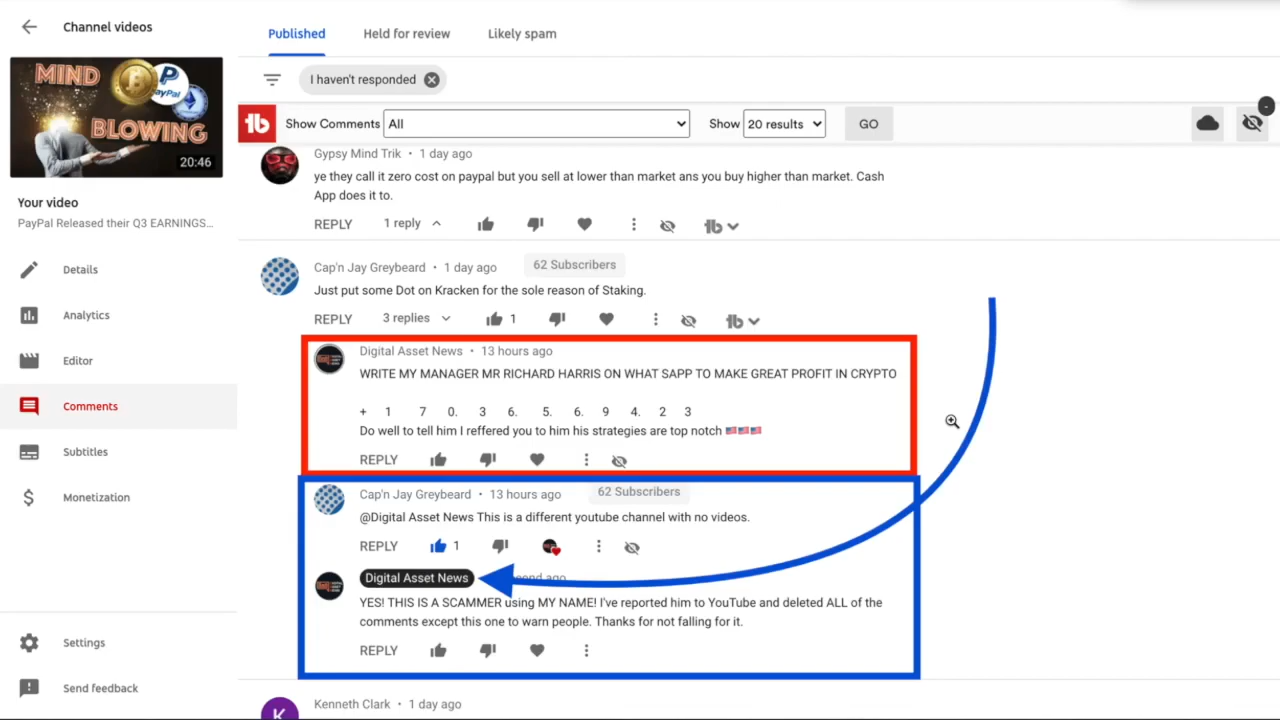 Channel videos
MIND
BLOWING
PayPal
20:46
Your video
PayPal Released their Q3 EARNINGS...
Details
Analytics
Editor
Comments
Subtitles
Monetization
Settings
Send feedback
Published Held for review Likely spam
I haven't responded
Show Comments All Show 20 results GO
-
Gypsy Mind Trik • 1 day ago
ye they call it zero cost on paypal but you sell at lower than market ans you buy higher than market. Cash
App does it to.
REPLY 1 reply
Cap'n Jay Greybeard • 1 day ago 62 Subscribers
Just put some Dot on Kracken for the sole reason of Staking.
REPLY 3 replies 1
Digital Asset News • 13 hours ago
WRITE MY MANAGER MR RICHARD HARRIS ON WHAT SAPP TO MAKE GREAT PROFIT IN CRYPTO
+ 1 7 0. 3 6. 5. 6. 9 4. 2 3
Do well to tell him I reffered you to him his strategies are top notch 🇺🇸🇺🇸🇺🇸
REPLY
Cap'n Jay Greybeard • 13 hours ago 62 Subscribers
@Digital Asset News This is a different youtube channel with no videos.
REPLY 1
Digital Asset News ago
YES! THIS IS A SCAMMER using MY NAME! I've reported him to YouTube and deleted ALL of the
comments except this one to warn people. Thanks for not falling for it.
REPLY
K
Kenneth Clark • 1 day ago